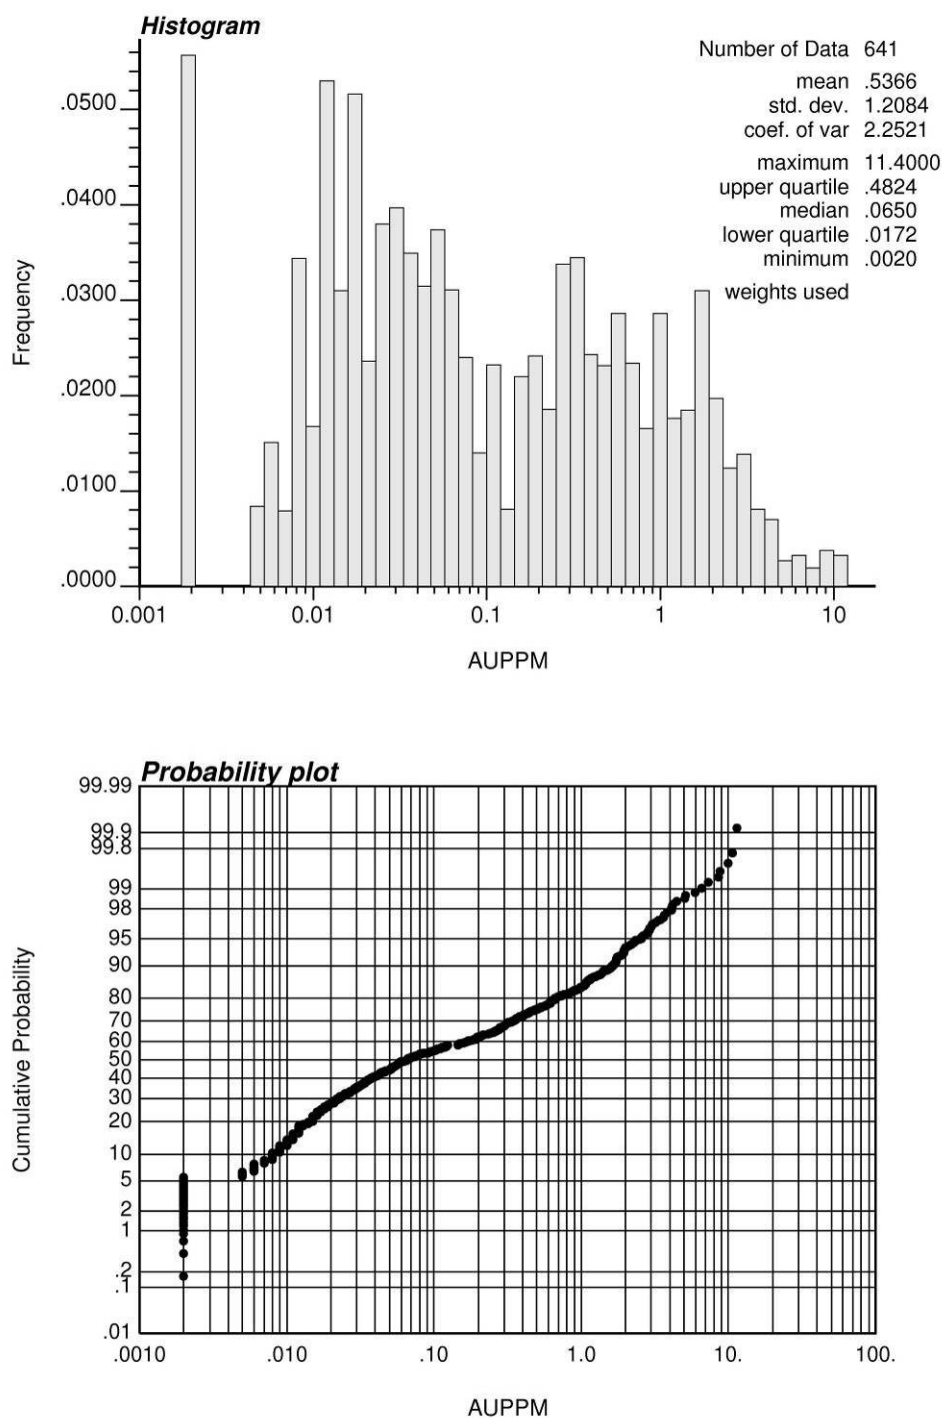 Histogram
Number of Data 641
mean .5366
std. dev. 1.2084
coef. of var 2.2521
maximum 11.4000
upper quartile .4824
median .0650
lower quartile .0172
minimum .0020
weights used
Frequency
.0500
.0400
.0300
.0200
.0100
.0000
0.001 0.01 0.1 1 10
AUPPM
Probability plot
Cumulative Probability
99.99
99.9
99.8
99
98
95
90
80
70
60
50
40
30
20
10
5
2
1
.2
.1
.01
.0010 .010 .10 1.0 10. 100.
AUPPM